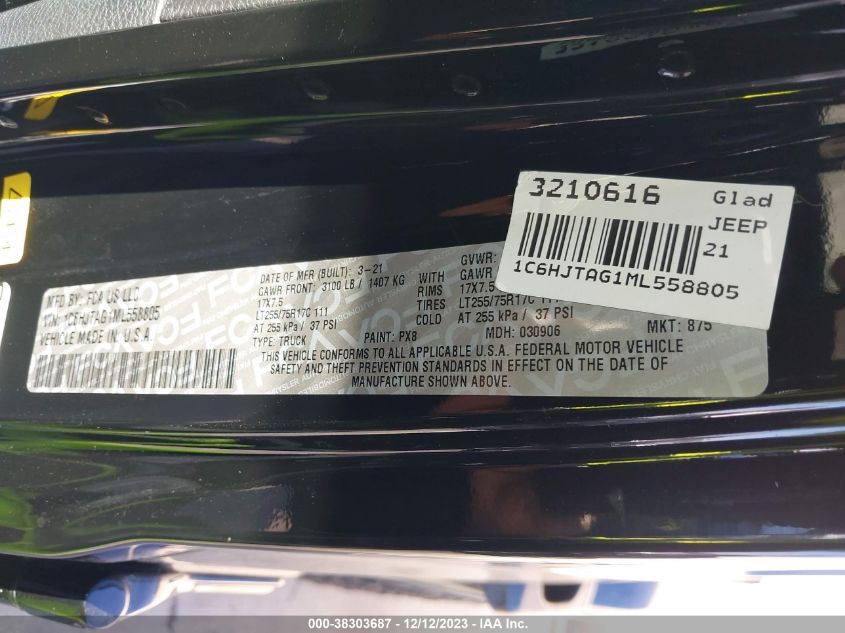 3210616 Glad
JEEP
21
1C6HJTAG1ML558805
MFD BY: FCA US LLC
VIN: 1C6HJTAG1ML558805
VEHICLE MADE IN U.S.A.
DATE OF MFR (BUILT): 3-21
GAWR FRONT: 3100 LB / 1407 KG
17X7.5
LT255/75R17C 111
AT 255 kPa / 37 PSI
TYPE: TRUCK
PAINT: PX8
WITH
RIMS
TIRES
COLD
GVWR:
GAWR
17X7.5
LT255/75R17C 111
AT 255 kPa / 37 PSI
MDH: 030906
MKT: 875
THIS VEHICLE CONFORMS TO ALL APPLICABLE U.S.A. FEDERAL MOTOR VEHICLE
SAFETY AND THEFT PREVENTION STANDARDS IN EFFECT ON THE DATE OF
MANUFACTURE SHOWN ABOVE.
000-38303687 - 12/12/2023 - IAA Inc.